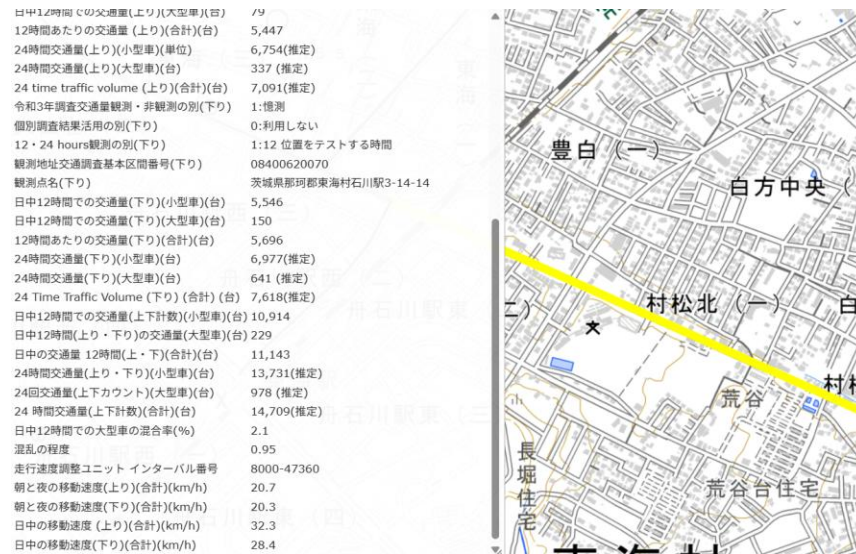 日中12時間での交通量(上り)(大型車)(台) 79
12時間あたりの交通量 (上り)(合計)(台) 5,447
24時間交通量(上り)(小型車)(単位) 6,754(推定)
24時間交通量(上り)(大型車)(台) 337 (推定)
24 time traffic volume (上り)(合計)(台) 7,091(推定)
令和3年調査交通量観測・非観測の別(下り) 1:憶測
個別調査結果活用の別(下り) 0:利用しない
12・24 hours観測の別(下り) 1:12 位置をテストする時間
観測地交通調査基本区間番号(下り) 08400620070
観測点名(下り) 茨城県那珂郡東海村石川駅3-14-14
日中12時間での交通量(下り)(小型車)(台) 5,546
日中12時間での交通量(下り)(大型車)(台) 150
12時間あたりの交通量(下り)(合計)(台) 5,696
24時間交通量(下り)(小型車)(台) 6,977(推定)
24時間交通量(下り)(大型車)(台) 641 (推定)
24 Time Traffic Volume (下り) (合計) (台) 7,618(推定)
日中12時間での交通量(上下計数)(小型車)(台) 10,914
日中12時間(上り・下り)の交通量(大型車)(台) 229
日中の交通量 12時間(上・下)(合計)(台) 11,143
24時間交通量(上り・下り)(小型車)(台) 13,731(推定)
24回交通量(上下カウント)(大型車)(台) 978 (推定)
24 時間交通量(上下計数)(合計)(台) 14,709(推定)
日中12時間での大型車の混合率(%) 2.1
混乱の程度 0.95
走行速度調整ユニット インターバル番号 8000-47360
朝と夜の移動速度(上り)(合計)(km/h) 20.7
朝と夜の移動速度(下り)(合計)(km/h) 20.3
日中の移動速度 (上り)(合計)(km/h) 32.3
日中の移動速度(下り)(合計)(km/h) 28.4
豊白（一）
白方中央（
二）
村松北（一）
白
村松
荒谷
長堀住宅
荒谷台住宅
東海村